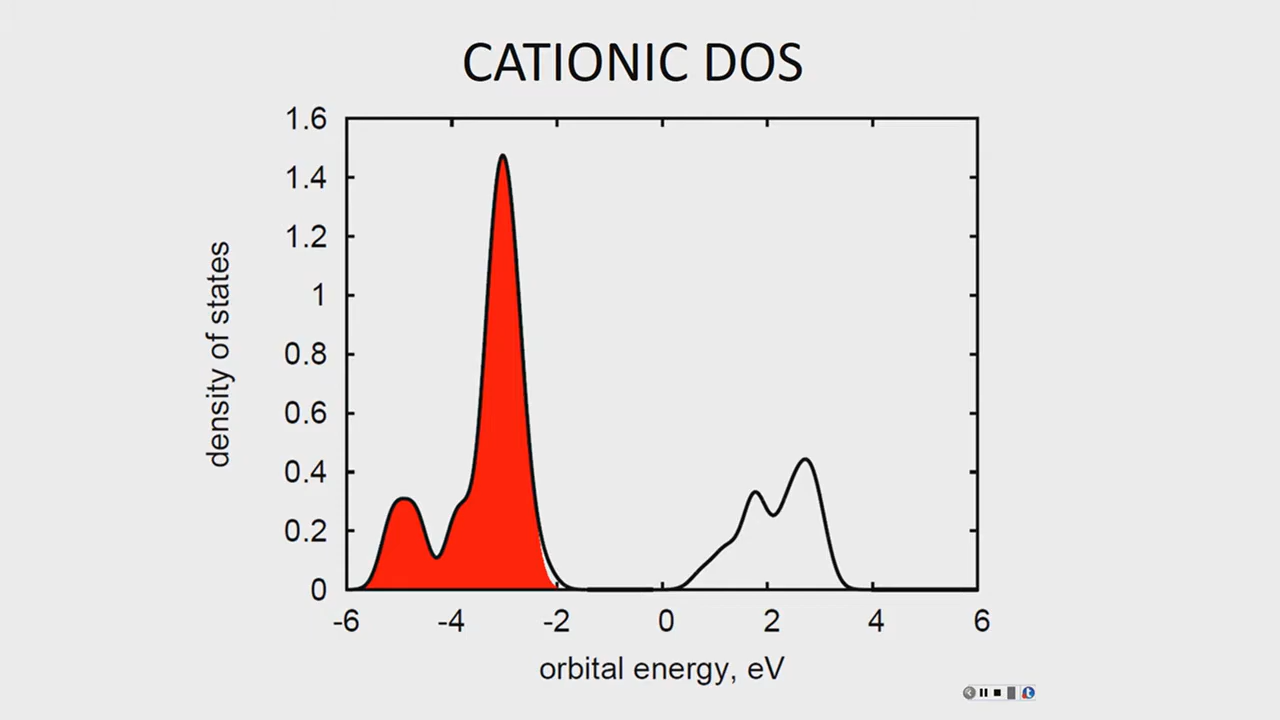 CATIONIC DOS
1.6
1.4
1.2
1
0.8
0.6
0.4
0.2
0
density of states
-6 -4 -2 0 2 4 6
orbital energy, eV